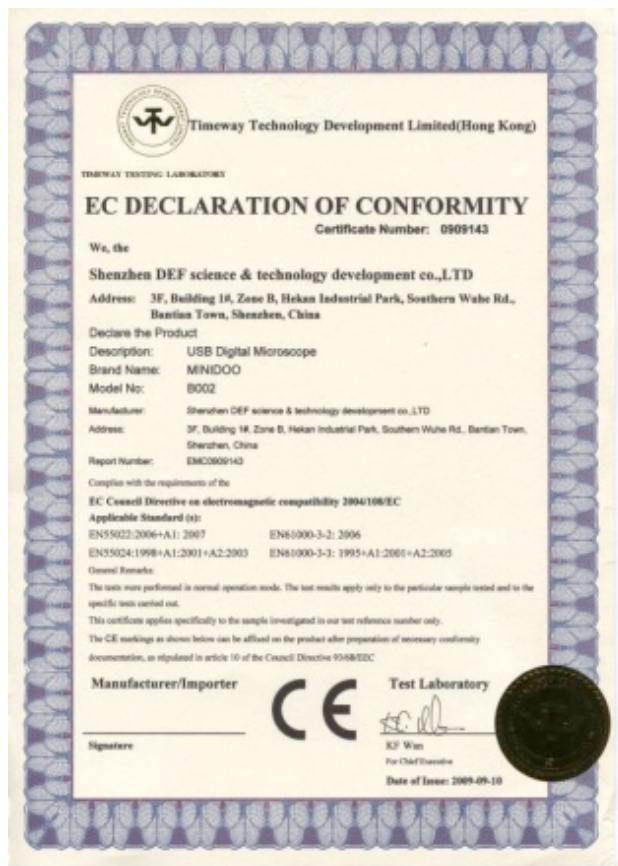 Timeway Technology Development Limited(Hong Kong)
TIMEWAY TESTING LABORATORY
EC DECLARATION OF CONFORMITY
Certificate Number: 0909143
We, the
Shenzhen DEF science & technology development co.,LTD
Address: 3F, Building 1#, Zone B, Hekan Industrial Park, Southern Wuhe Rd.,
Bantian Town, Shenzhen, China
Declare the Product
Description: USB Digital Microscope
Brand Name: MINIDOO
Model No: B002
Manufacturer: Shenzhen DEF science & technology development co.,LTD
Address: 3F, Building 1#, Zone B, Hekan Industrial Park, Southern Wuhe Rd., Bantian Town,
Shenzhen, China
Report Number: EMC0909143
Complies with the requirements of the
EC Council Directive on electromagnetic compatibility 2004/108/EC
Applicable Standard (s):
EN55022:2006+A1: 2007 EN61000-3-2: 2006
EN55024:1998+A1:2001+A2:2003 EN61000-3-3: 1995+A1:2001+A2:2005
General Remarks:
The tests were performed in normal operation mode. The test results apply only to the particular sample tested and to the
specific tests carried out.
This certificate applies specifically to the sample investigated in our test reference number only.
The CE markings as shown below can be affixed on the product after preparation of necessary conformity
documentation, as stipulated in article 10 of the Council Directive 93/68/EEC
Manufacturer/Importer CE Test Laboratory
Signature KF Wan
For Chief Executive
Date of Issue: 2009-09-10